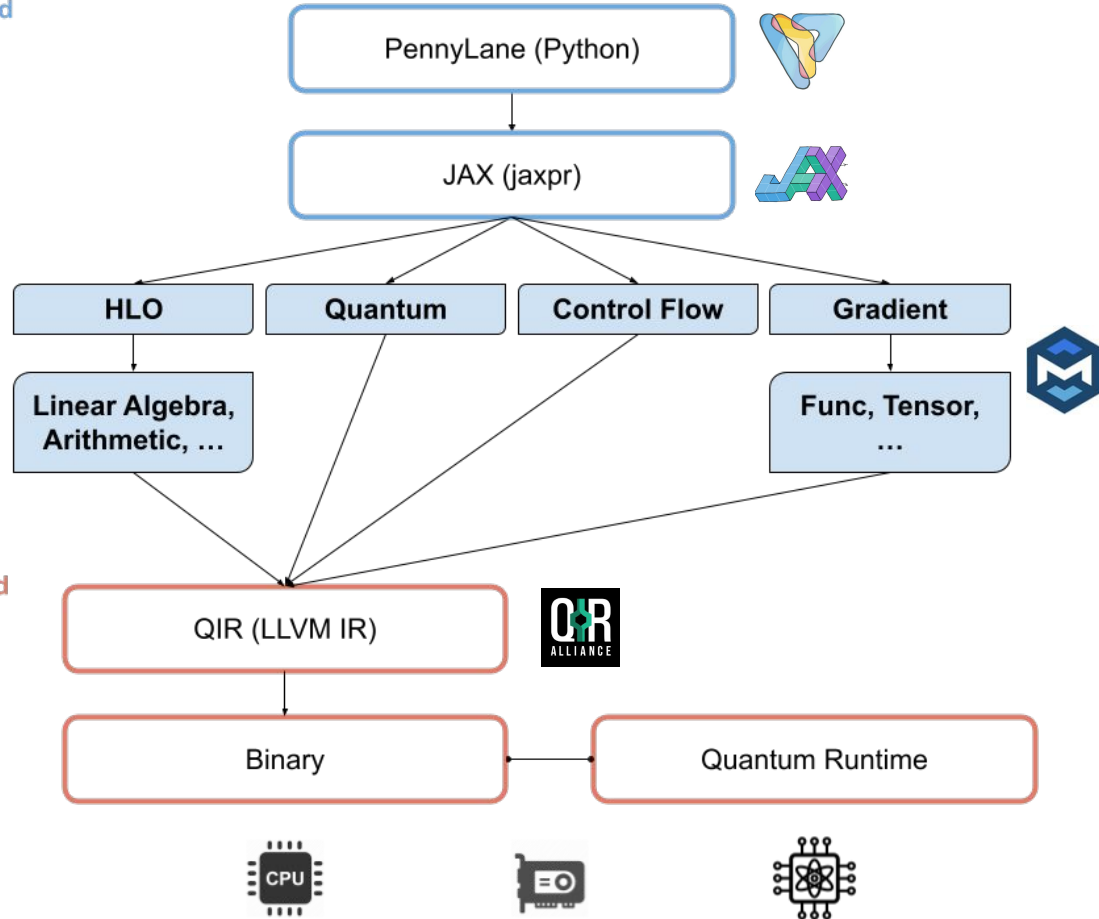 d
PennyLane (Python)
JAX (jaxpr)
JAX
HLO
Quantum
Control Flow
Gradient
Linear Algebra,
Arithmetic, …
Func, Tensor,
…
M
d
QIR (LLVM IR)
QIR
ALLIANCE
Binary
Quantum Runtime
CPU